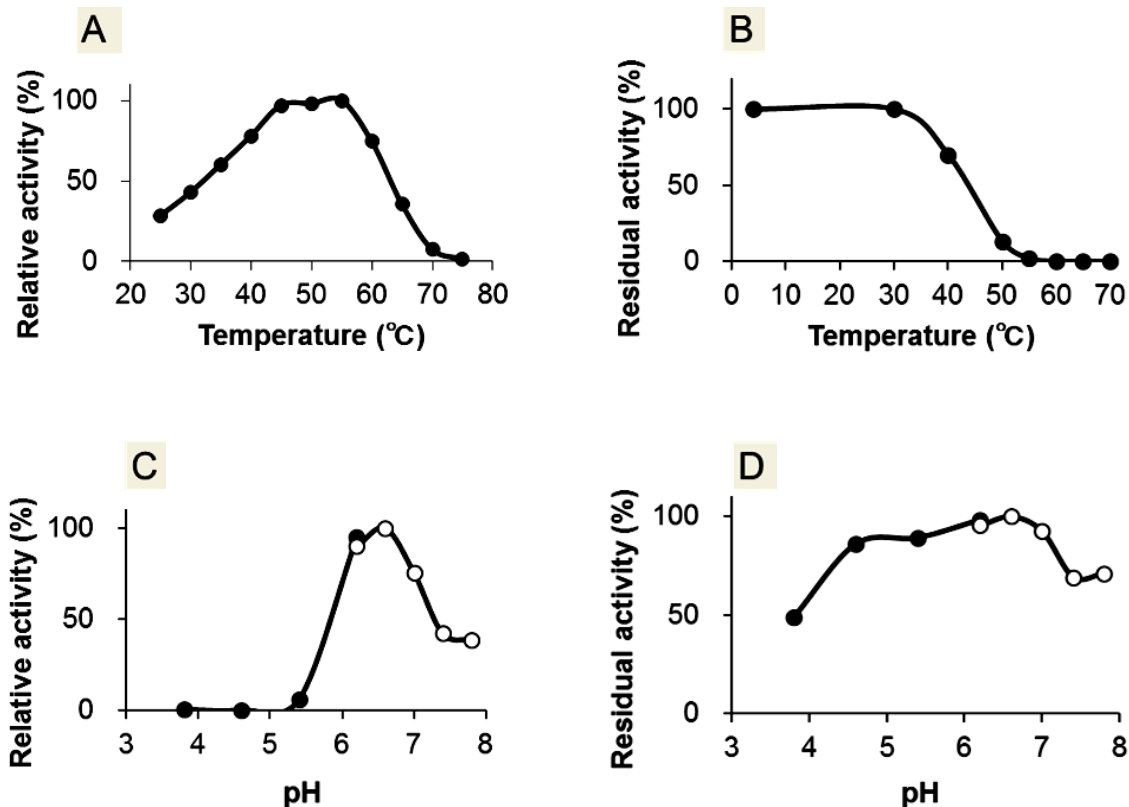 A
Relative activity (%)
100
50
0
20 30 40 50 60 70 80
Temperature (°C)
B
Residual activity (%)
100
50
0
0 10 20 30 40 50 60 70
Temperature (°C)
C
Relative activity (%)
100
50
0
3 4 5 6 7 8
pH
D
Residual activity (%)
100
50
0
3 4 5 6 7 8
pH